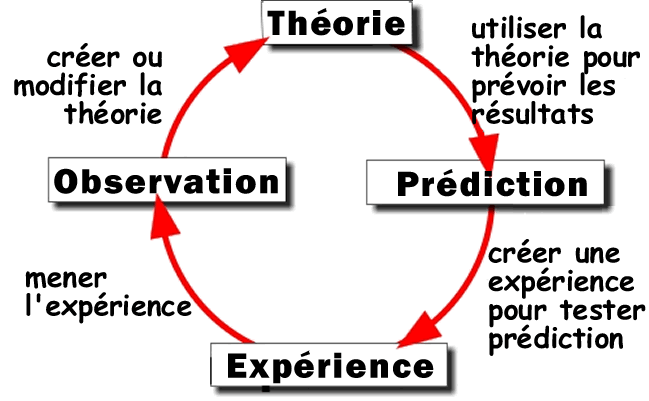 Théorie
utiliser la
théorie pour
prévoir les
résultats
créer ou
modifier la
théorie
Observation
Prédiction
créer une
expérience
pour tester
prédiction
mener
l'expérience
Expérience